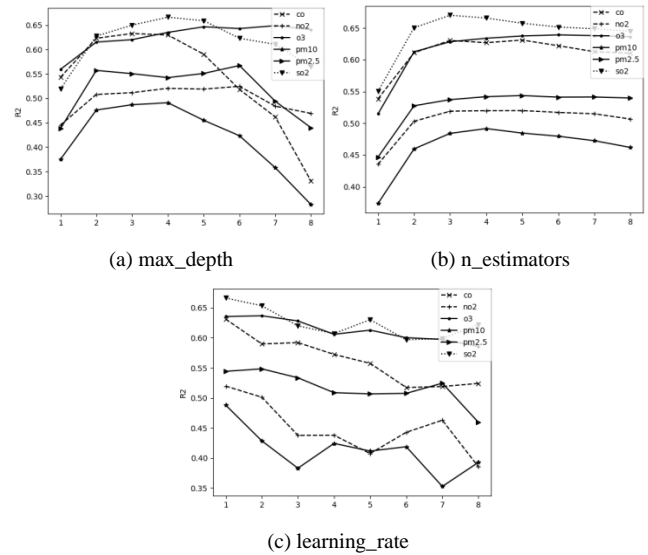 0.65
0.60
0.55
0.50
0.45
0.40
0.35
0.30
R2
co
no2
o3
pm10
pm2.5
so2
1 2 3 4 5 6 7 8
(a) max_depth
0.65
0.60
0.55
0.50
0.45
0.40
R2
co
no2
o3
pm10
pm2.5
so2
1 2 3 4 5 6 7 8
(b) n_estimators
0.65
0.60
0.55
0.50
0.45
0.40
0.35
R2
co
no2
o3
pm10
pm2.5
so2
1 2 3 4 5 6 7 8
(c) learning_rate